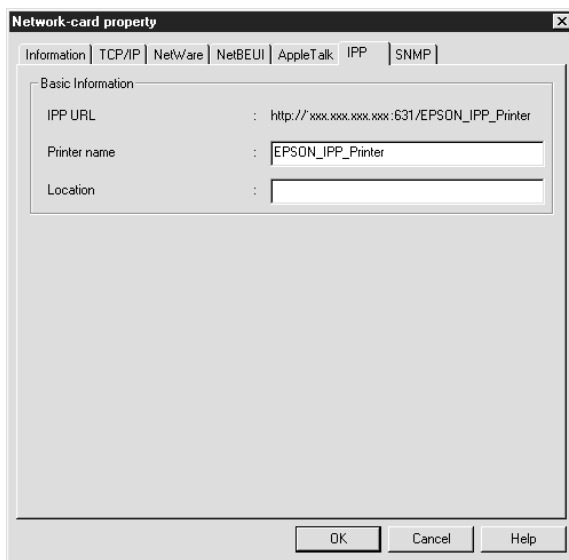 Network-card property
Information TCP/IP NetWare NetBEUI AppleTalk IPP SNMP
Basic Information
IPP URL : http://'xxx.xxx.xxx.xxx:631/EPSON_IPP_Printer
Printer name : EPSON_IPP_Printer
Location :
OK Cancel Help